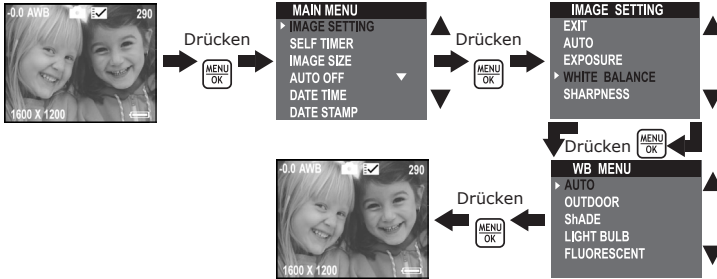 -0.0 AWB 290
1600 X 1200
Drücken
MENU
OK
MAIN MENU
IMAGE SETTING
SELF TIMER
IMAGE SIZE
AUTO OFF
DATE TIME
DATE STAMP
Drücken
MENU
OK
IMAGE SETTING
EXIT
AUTO
EXPOSURE
WHITE BALANCE
SHARPNESS
Drücken
MENU
OK
WB MENU
AUTO
OUTDOOR
ShADE
LIGHT BULB
FLUORESCENT
Drücken
MENU
OK
-0.0 AWB 290
1600 X 1200